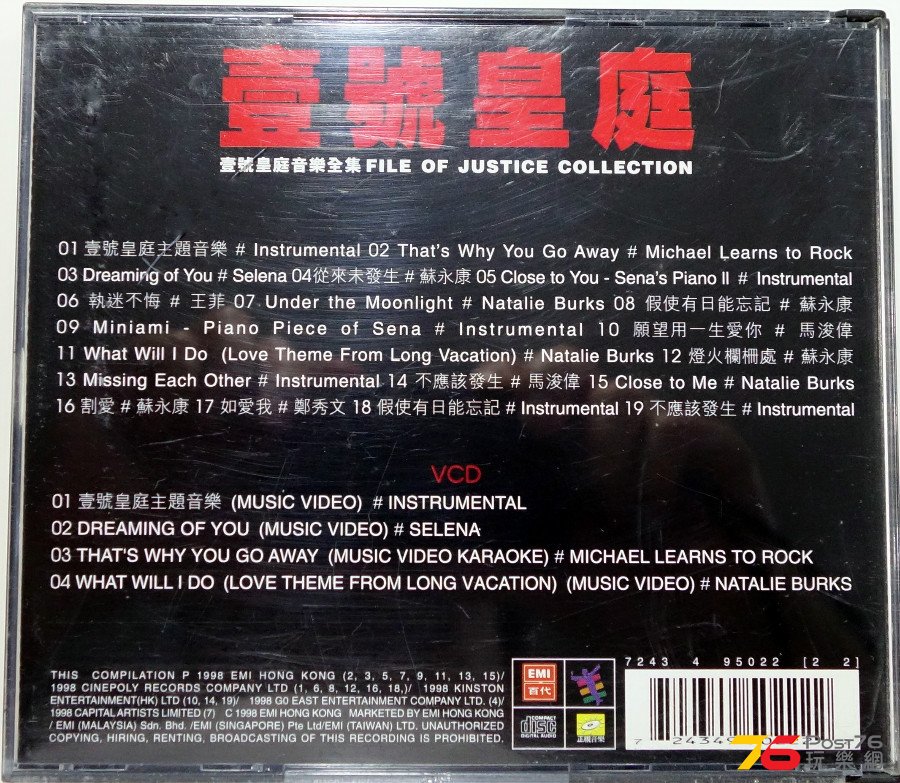 壹號皇庭
壹號皇庭音樂全集 FILE OF JUSTICE COLLECTION
01 壹號皇庭主題音樂 # Instrumental 02 That's Why You Go Away # Michael Learns to Rock
03 Dreaming of You # Selena 04 從來未發生 # 蘇永康 05 Close to You - Sena's Piano II # Instrumental
06 執迷不悔 # 王菲 07 Under the Moonlight # Natalie Burks 08 假使有日能忘記 # 蘇永康
09 Miniami - Piano Piece of Sena # Instrumental 10 願望用一生愛你 # 馬浚偉
11 What Will I Do (Love Theme From Long Vacation) # Natalie Burks 12 燈火欄柵處 # 蘇永康
13 Missing Each Other # Instrumental 14 不應該發生 # 馬浚偉 15 Close to Me # Natalie Burks
16 割愛 # 蘇永康 17 如愛我 # 鄭秀文 18 假使有日能忘記 # Instrumental 19 不應該發生 # Instrumental
VCD
01 壹號皇庭主題音樂 (MUSIC VIDEO) # INSTRUMENTAL
02 DREAMING OF YOU (MUSIC VIDEO) # SELENA
03 THAT'S WHY YOU GO AWAY (MUSIC VIDEO KARAOKE) # MICHAEL LEARNS TO ROCK
04 WHAT WILL I DO (LOVE THEME FROM LONG VACATION) (MUSIC VIDEO) # NATALIE BURKS
THIS COMPILATION P 1998 EMI HONG KONG (2, 3, 5, 7, 9, 11, 13, 15)/
1998 CINEPOLY RECORDS COMPANY LTD (1, 6, 8, 12, 16, 18,)/ 1998 KINSTON
ENTERTAINMENT(HK) LTD (10, 14, 19)/ 1998 GO EAST ENTERTAINMENT COMPANY LTD. (4)/
1998 CAPITAL ARTISTS LIMITED (7) C 1998 EMI HONG KONG MARKETED BY EMI HONG KONG
/ EMI (MALAYSIA) Sdn. Bhd. /EMI (SINGAPORE) Pte Ltd/EMI (TAIWAN) LTD. UNAUTHORIZED
COPYING, HIRING, RENTING, BROADCASTING OF THIS RECORDING IS PROHIBITED.
EMI
百代
COMPACT
disc
DIGITAL AUDIO
正版音樂
7243 4 95022 [2 2]
76 POST76
玩樂網